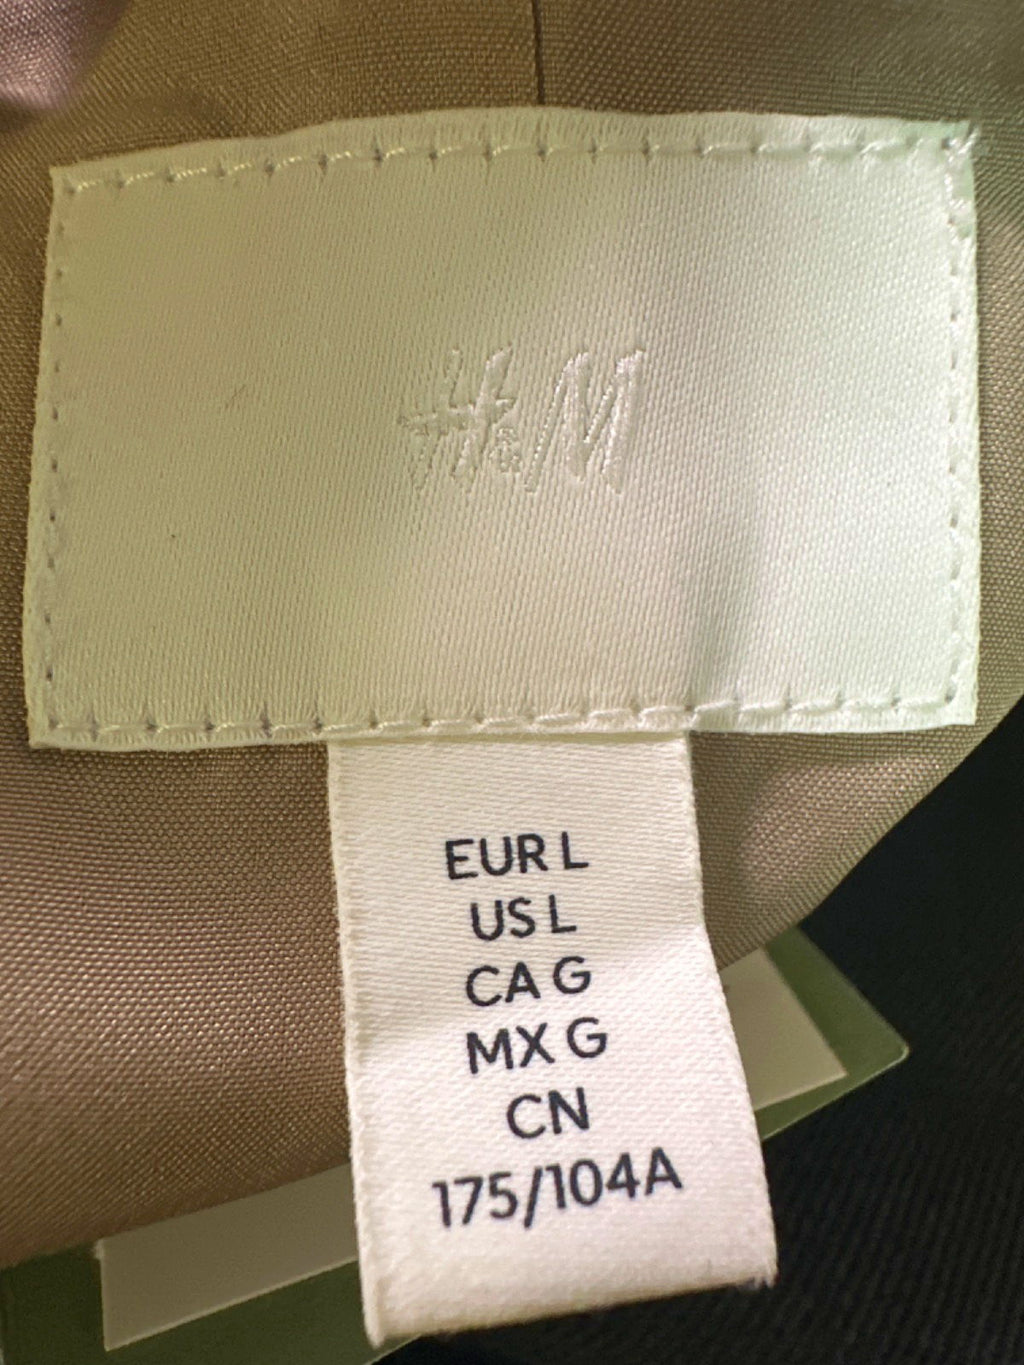 H&M
EUR L
US L
CA G
MX G
CN
175/104A